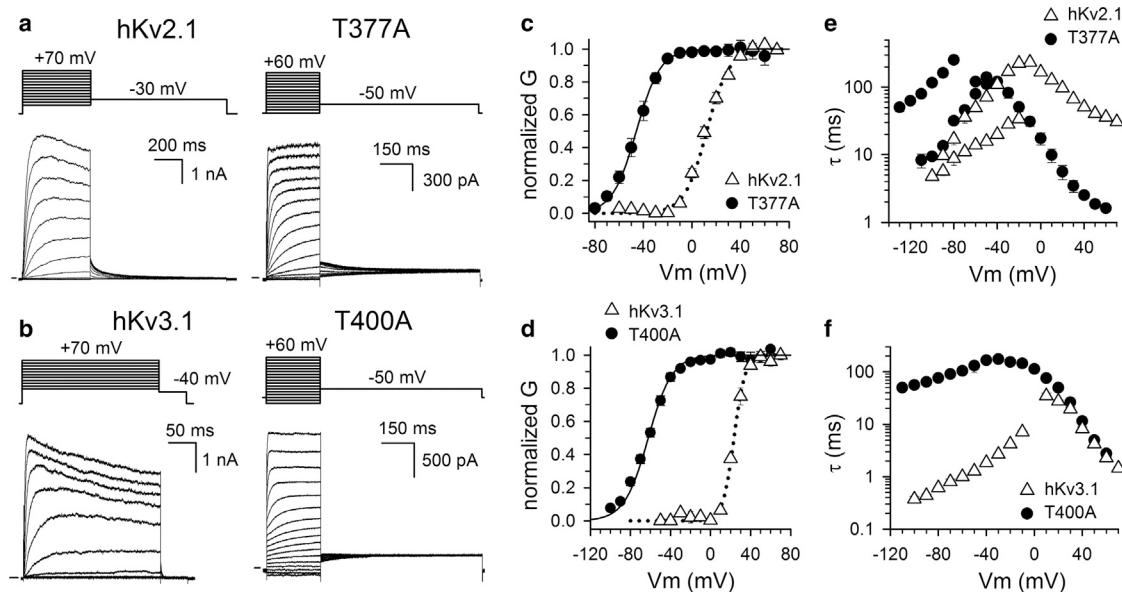 a
hKv2.1
T377A
+70 mV
-30 mV
200 ms
1 nA
+60 mV
-50 mV
150 ms
300 pA
b
hKv3.1
T400A
+70 mV
-40 mV
50 ms
1 nA
+60 mV
-50 mV
150 ms
500 pA
c
normalized G
1.0
0.8
0.6
0.4
0.2
0.0
hKv2.1
T377A
-80 -40 0 40 80
Vm (mV)
d
hKv3.1
T400A
normalized G
1.0
0.8
0.6
0.4
0.2
0.0
-120 -80 -40 0 40 80
Vm (mV)
e
hKv2.1
T377A
τ (ms)
100
10
1
-120 -80 -40 0 40
Vm (mV)
f
τ (ms)
100
10
1
0.1
hKv3.1
T400A
-120 -80 -40 0 40
Vm (mV)